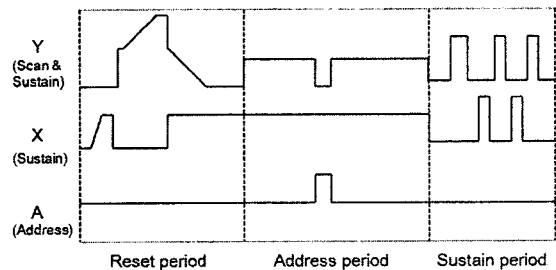 Y
(Scan &
Sustain)
X
(Sustain)
A
(Address)
Reset period
Address period
Sustain period